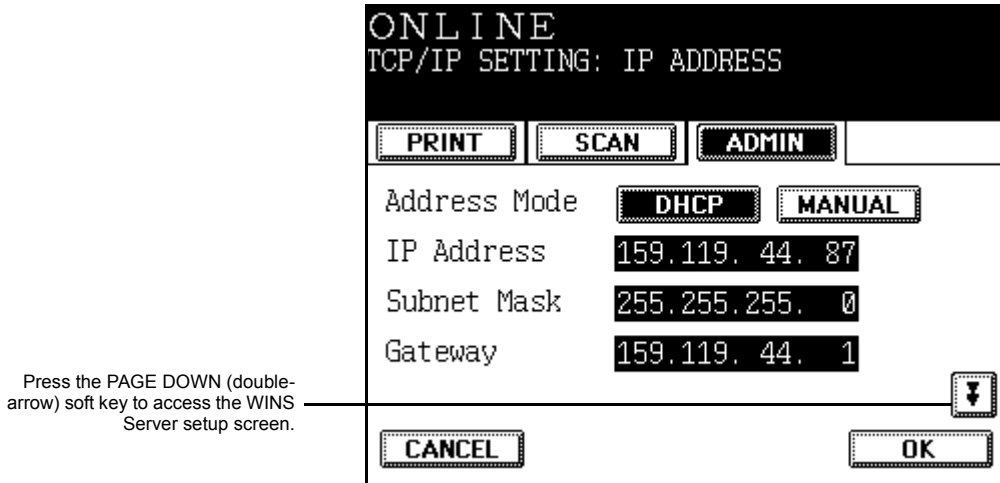 ONLINE
TCP/IP SETTING: IP ADDRESS
PRINT SCAN ADMIN
Address Mode DHCP MANUAL
IP Address 159.119. 44. 87
Subnet Mask 255.255.255. 0
Gateway 159.119. 44. 1
Press the PAGE DOWN (double-
arrow) soft key to access the WINS
Server setup screen.
CANCEL OK